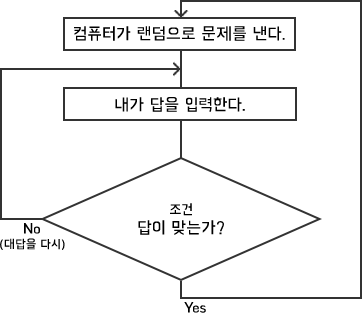 컴퓨터가 랜덤으로 문제를 낸다.
내가 답을 입력한다.
조건
답이 맞는가?
No
(대답을 다시)
Yes